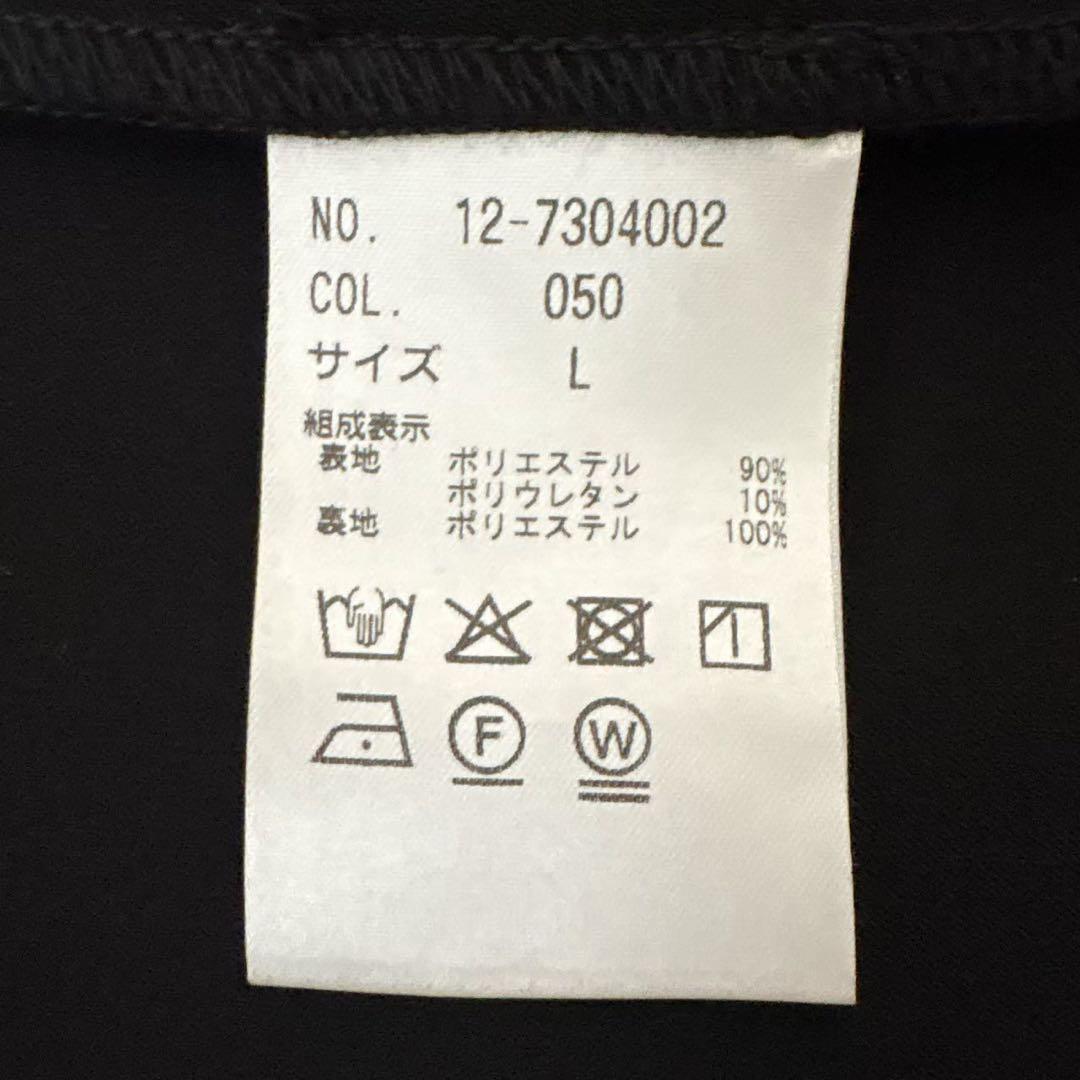 NO. 12-7304002
COL. 050
サイズ L
組成表示
表地 ポリエステル 90%
ポリウレタン 10%
裏地 ポリエステル 100%
F W